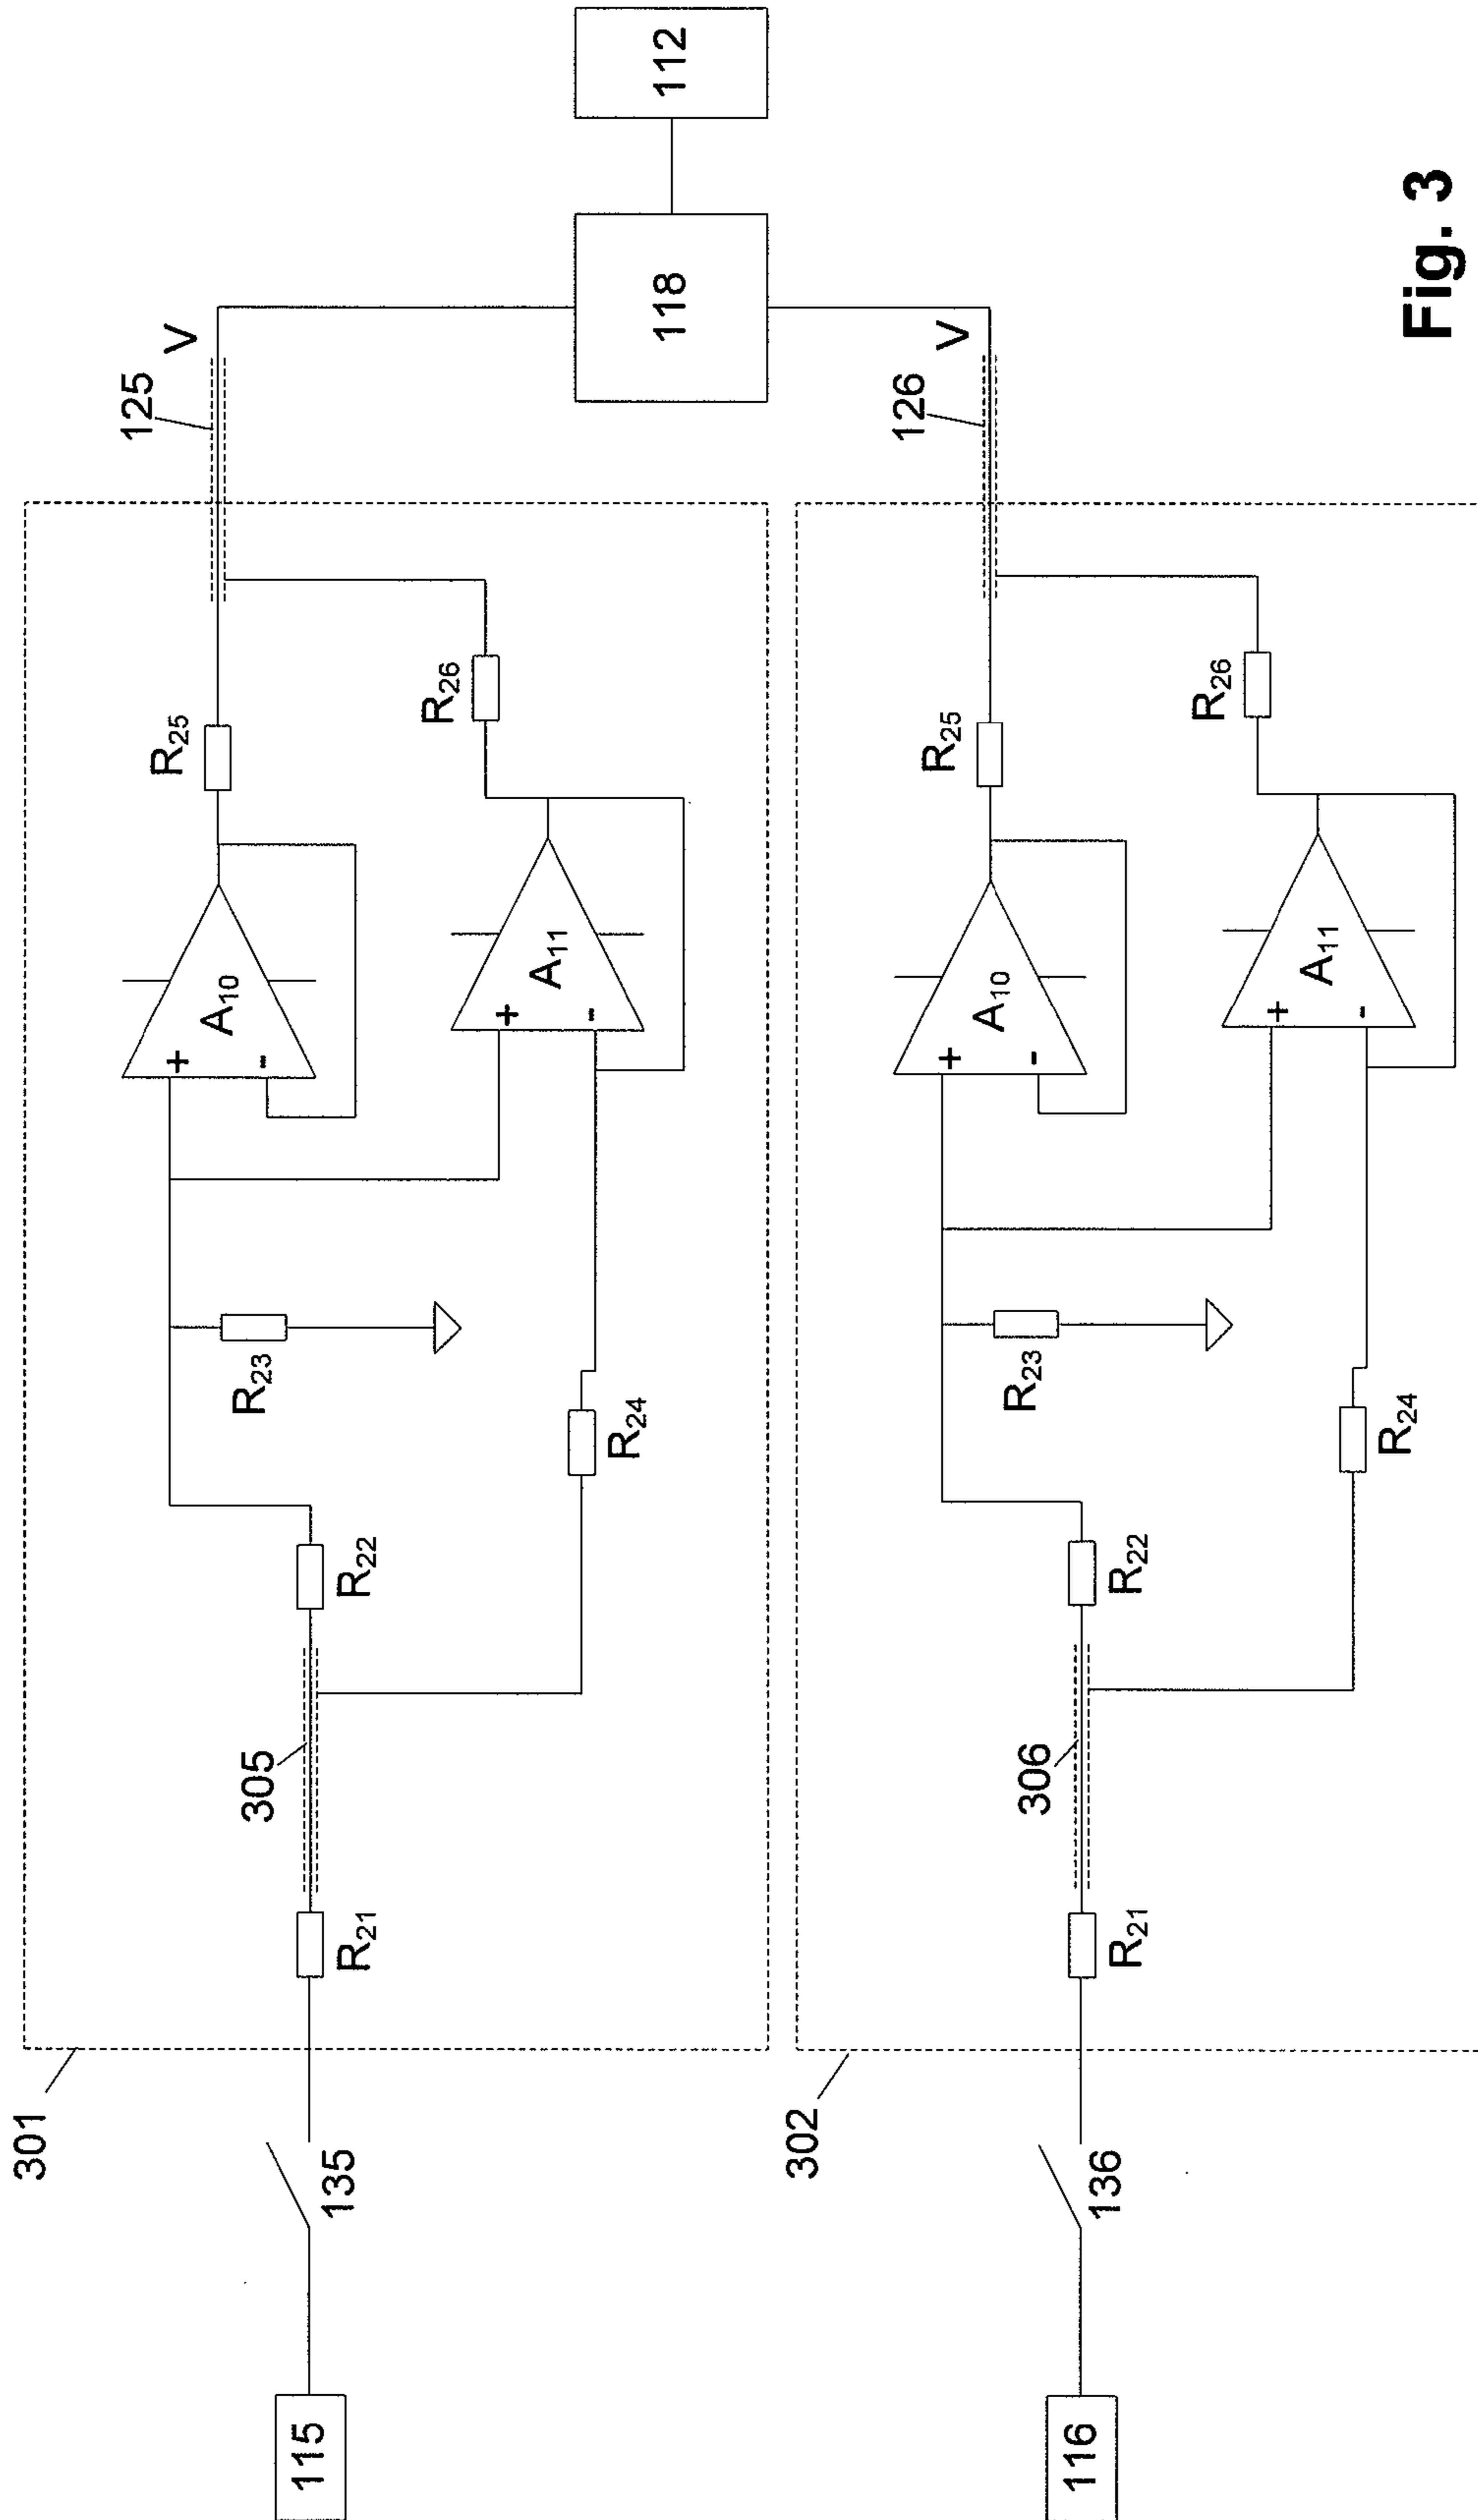 301
115
135
R21
305
R22
R23
R24
A10
+
-
A11
+
-
R25
R26
125
V
118
112
302
116
136
R21
306
R22
R23
R24
A10
+
-
A11
+
-
R25
R26
126
V
Fig. 3